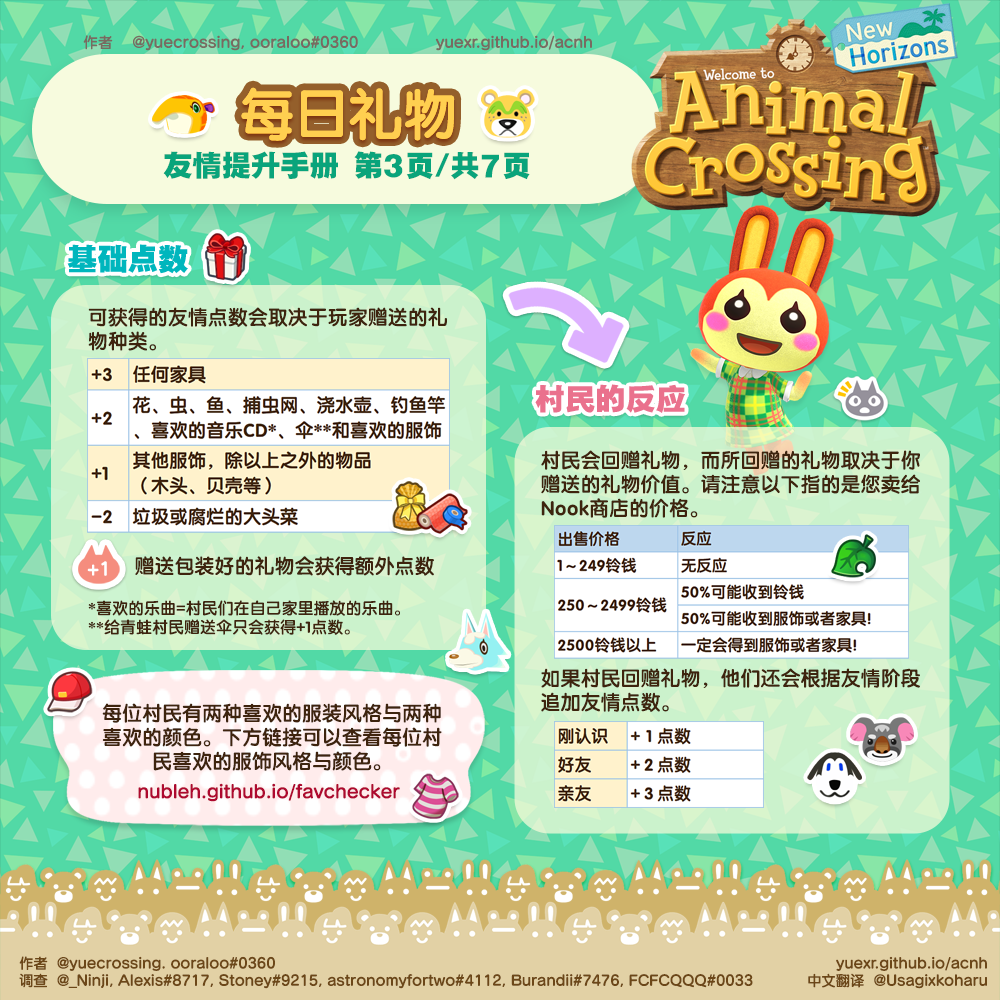 作者 @yuecrossing, ooraloo#0360 yuexr.github.io/acnh
New
Horizons
Welcome to
Animal
Crossing
每日礼物
友情提升手册 第3页/共7页
基础点数
可获得的友情点数会取决于玩家赠送的礼
物种类。
+3 任何家具
+2 花、虫、鱼、捕虫网、浇水壶、钓鱼竿
、喜欢的音乐CD*、伞**和喜欢的服饰
+1 其他服饰，除以上之外的物品
（木头、贝壳等）
−2 垃圾或腐烂的大头菜
+1 赠送包装好的礼物会获得额外点数
*喜欢的乐曲=村民们在自己家里播放的乐曲。
**给青蛙村民赠送伞只会获得+1点数。
每位村民有两种喜欢的服装风格与两种
喜欢的颜色。下方链接可以查看每位村
民喜欢的服饰风格与颜色。
nubleh.github.io/favchecker
村民的反应
村民会回赠礼物，而所回赠的礼物取决于你
赠送的礼物价值。请注意以下指的是您卖给
Nook商店的价格。
出售价格 反应
1～249铃钱 无反应
250～2499铃钱 50%可能收到铃钱
50%可能收到服饰或者家具!
2500铃钱以上 一定会得到服饰或者家具!
如果村民回赠礼物，他们还会根据友情阶段
追加友情点数。
刚认识 + 1 点数
好友 + 2 点数
亲友 + 3 点数
作者 @yuecrossing. ooraloo#0360 yuexr.github.io/acnh
调查 @_Ninji, Alexis#8717, Stoney#9215, astronomyfortwo#4112, Burandii#7476, FCFCQQQ#0033 中文翻译 @Usagixkoharu